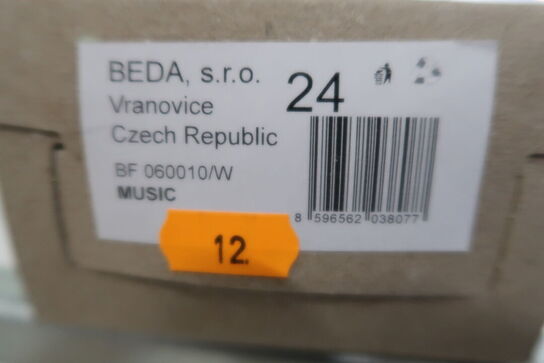 BEDA, s.r.o.
24
Vranovice
Czech Republic
BF 060010/W
MUSIC
8 596562 038077
12.